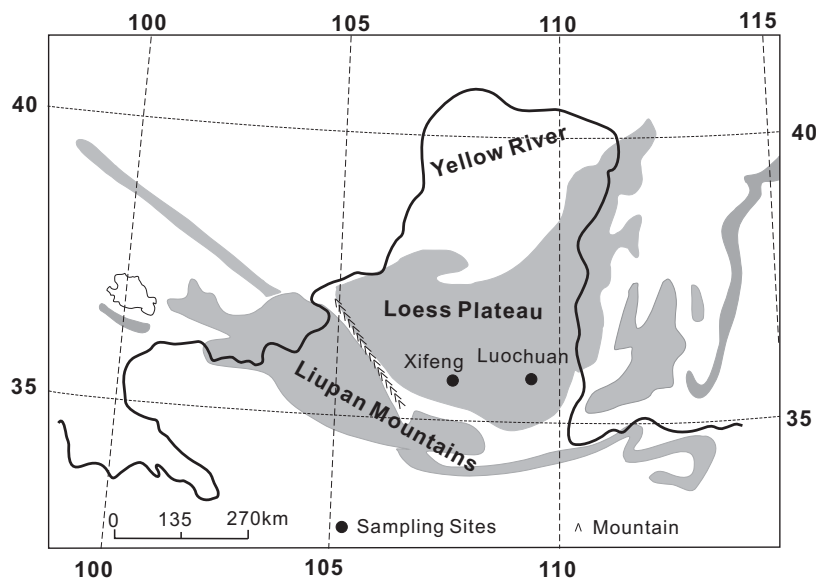 100 105 110 115
40
40
Yellow River
Loess Plateau
Xifeng Luochuan
Liupan Mountains
35
35
0 135 270km
Sampling Sites
Mountain
100 105 110